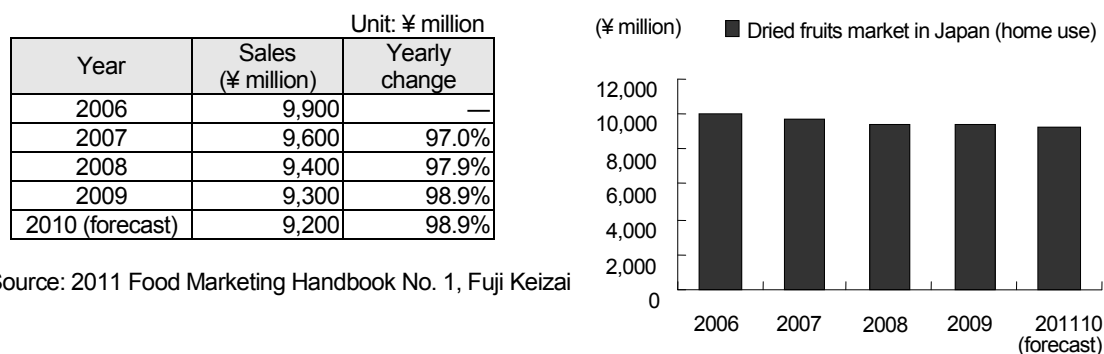 Unit: ¥ million
Year Sales (¥ million) Yearly change
2006 9,900 —
2007 9,600 97.0%
2008 9,400 97.9%
2009 9,300 98.9%
2010 (forecast) 9,200 98.9%
Source: 2011 Food Marketing Handbook No. 1, Fuji Keizai
(¥ million)
Dried fruits market in Japan (home use)
12,000
10,000
8,000
6,000
4,000
2,000
0
2006 2007 2008 2009 201110
(forecast)